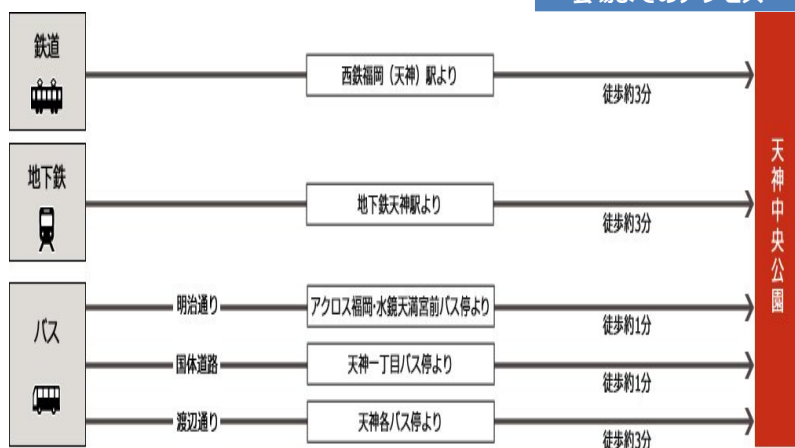 鉄道
西鉄福岡（天神）駅より
徒歩約3分
地下鉄
地下鉄天神駅より
徒歩約3分
バス
明治通り
アクロス福岡・水鏡天満宮前バス停より
徒歩約1分
国体道路
天神一丁目バス停より
徒歩約1分
渡辺通り
天神各バス停より
徒歩約3分
天神中央公園